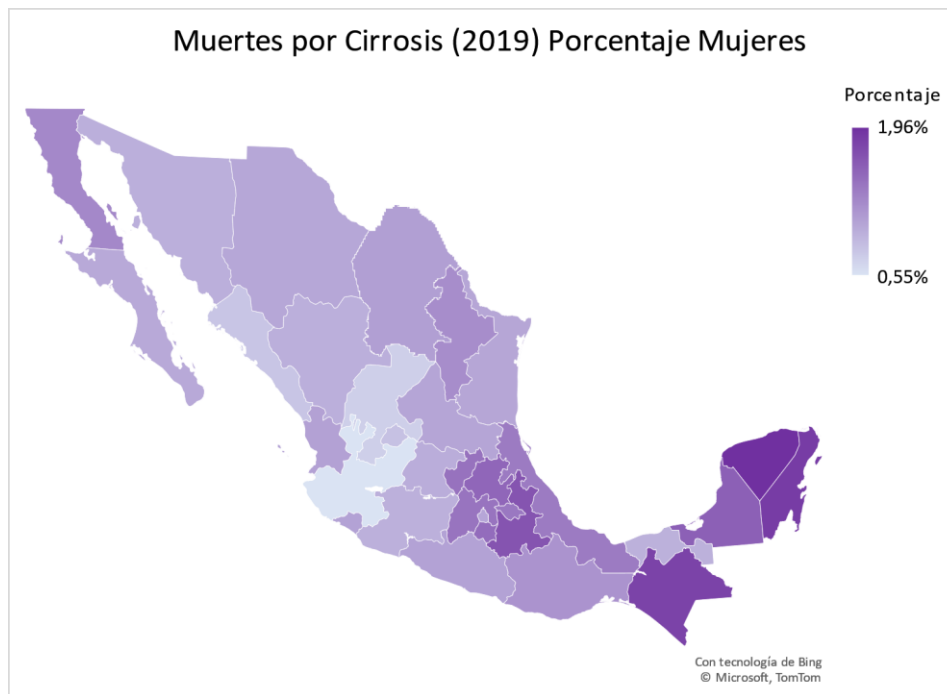 Muertes por Cirrosis (2019) Porcentaje Mujeres
Porcentaje
1,96%
0,55%
Con tecnología de Bing
© Microsoft, TomTom